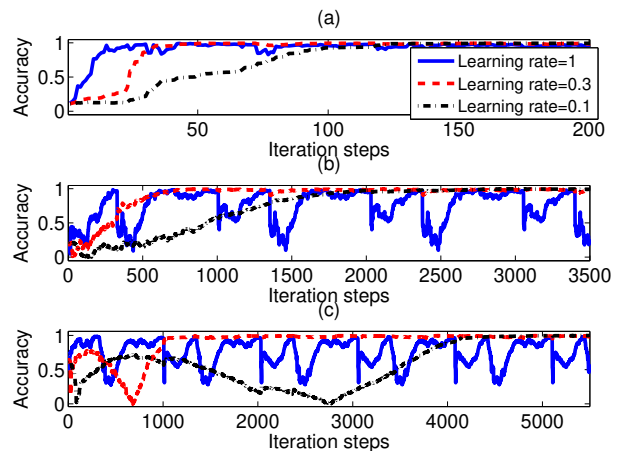 (a)
Accuracy
1
0.5
0
Learning rate=1
Learning rate=0.3
Learning rate=0.1
50 100 150 200
Iteration steps
(b)
Accuracy
1
0.5
0
0 500 1000 1500 2000 2500 3000 3500
Iteration steps
(c)
Accuracy
1
0.5
0
0 1000 2000 3000 4000 5000
Iteration steps